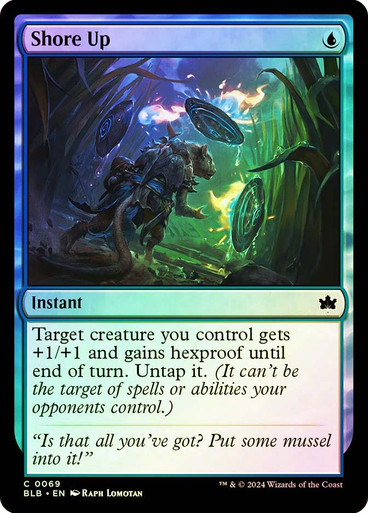 Shore Up
Instant
Target creature you control gets
+1/+1 and gains hexproof until
end of turn. Untap it. (It can't be
the target of spells or abilities your
opponents control.)
“Is that all you've got? Put some mussel
into it!”
C 0069
BLB • EN Raph Lomotan
™ & © 2024 Wizards of the Coast